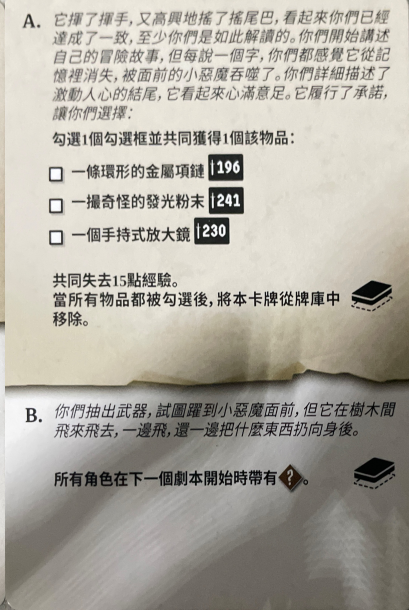 A. 它揮了揮手,又高興地搖了搖尾巴,看起來你們已經
達成了一致,至少你們是如此解讀的。你們開始講述
自己的冒險故事,但每說一個字,你們都感覺它從記
憶裡消失,被面前的小惡魔吞噬了。你們詳細描述了
激動人心的結尾,它看起來心滿意足。它履行了承諾,
讓你們選擇:
勾選1個勾選框並共同獲得1個該物品:
一條環形的金屬項鏈 196
一撮奇怪的發光粉末 241
一個手持式放大鏡 230
共同失去15點經驗。
當所有物品都被勾選後,將本卡牌從牌庫中
移除。
B. 你們抽出武器,試圖躍到小惡魔面前,但它在樹木間
飛來飛去,一邊飛,還一邊把什麼東西扔向身後。
所有角色在下一個劇本開始時帶有?。